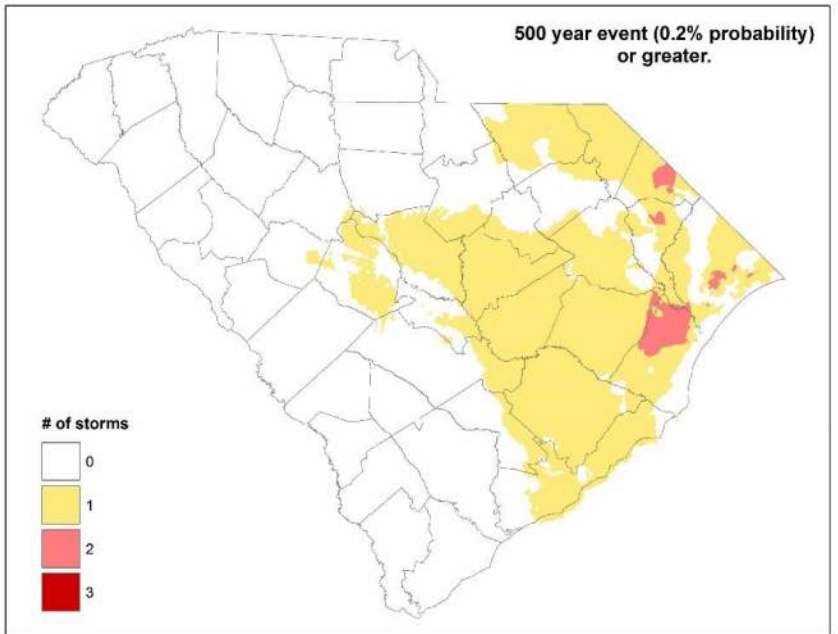 500 year event (0.2% probability)
or greater.
# of storms
0
1
2
3